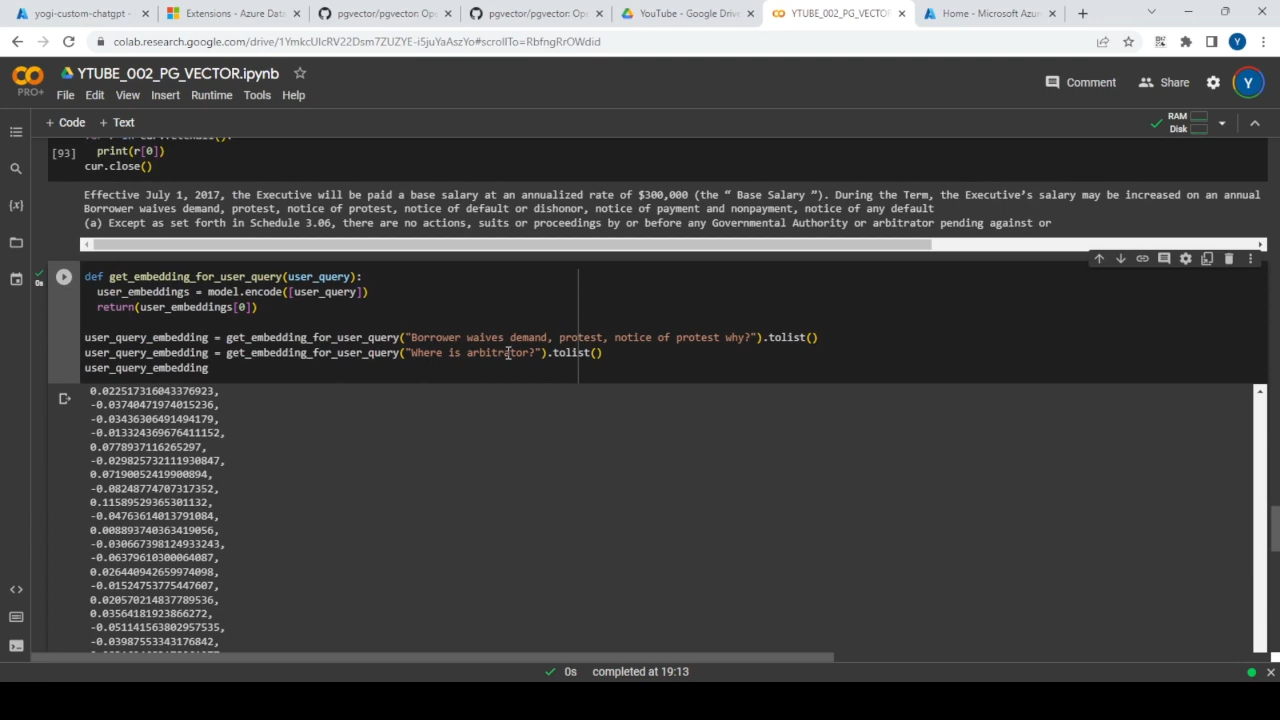 yogi-custom-chatgpt -
Extensions - Azure Dat
pgvector/pgvector: Ope
pgvector/pgvector: Ope
YouTube - Google Drive
YTUBE_002_PG_VECTOR
Home - Microsoft Azur
colab.research.google.com/drive/1YmkcUIcRV22Dsm7ZUZYE-i5juYaAszYo#scrollTo=RbfngRrOWdid
Y
PRO+
YTUBE_002_PG_VECTOR.ipynb
File Edit View Insert Runtime Tools Help
Comment
Share
Y
+ Code + Text
RAM
Disk
[93]
print(r[0])
cur.close()
Effective July 1, 2017, the Executive will be paid a base salary at an annualized rate of $300,000 (the “ Base Salary ”). During the Term, the Executive’s salary may be increased on an annual
Borrower waives demand, protest, notice of protest, notice of default or dishonor, notice of payment and nonpayment, notice of any default
(a) Except as set forth in Schedule 3.06, there are no actions, suits or proceedings by or before any Governmental Authority or arbitrator pending against or
0s
def get_embedding_for_user_query(user_query):
user_embeddings = model.encode([user_query])
return(user_embeddings[0])
user_query_embedding = get_embedding_for_user_query("Borrower waives demand, protest, notice of protest why?").tolist()
user_query_embedding = get_embedding_for_user_query("Where is arbitrator?").tolist()
user_query_embedding
0.022517316043376923,
-0.03740471974015236,
-0.03436306491494179,
-0.013324369676411152,
0.0778937116265297,
-0.029825732111930847,
0.07190052419900894,
-0.08248774707317352,
0.11589529365301132,
-0.04763614013791084,
0.008893740363419056,
-0.030667398124933243,
-0.06379610300064087,
0.026440942659974098,
-0.01524753775447607,
0.020570214837789536,
0.03564181923866272,
-0.051141563802957535,
-0.03987553343176842,
0s completed at 19:13